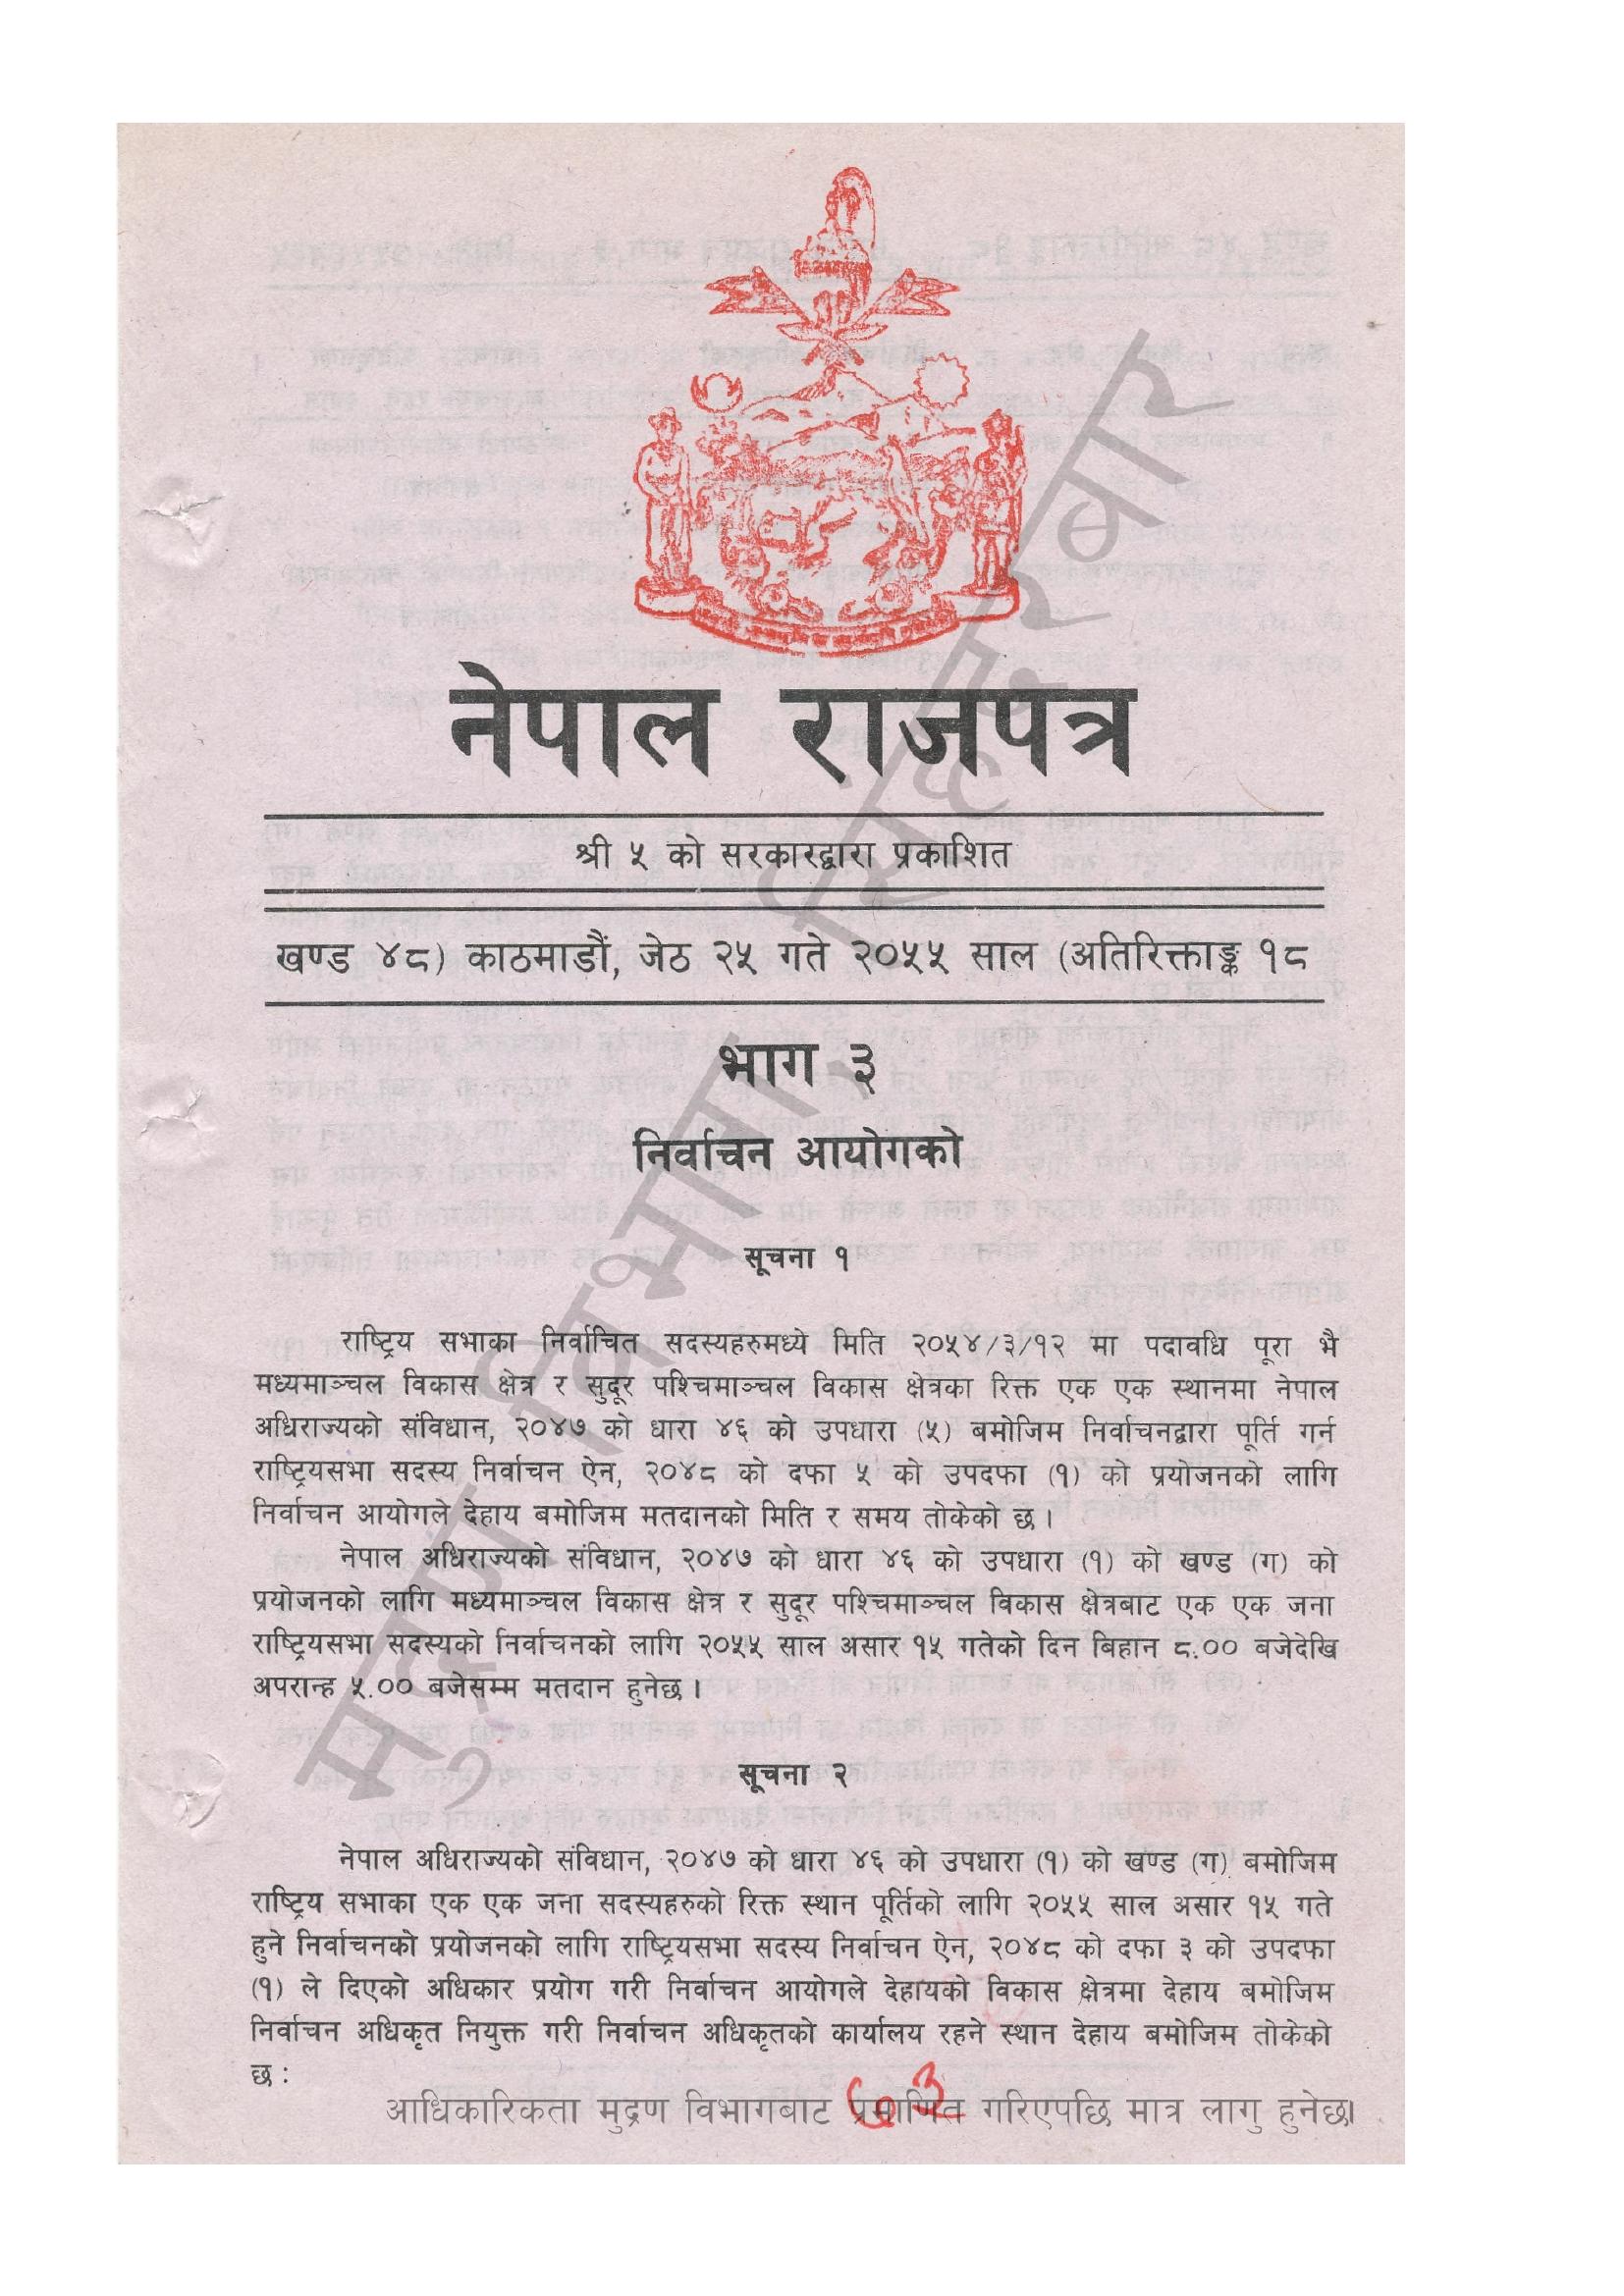 नेपाल राजपत्र
श्री ५ को सरकारद्वारा प्रकाशित
खण्ड ४८) काठमाडौं, जेठ २५ गते २०५५ साल (अतिरिक्ताङ्क १८
भाग ३
निर्वाचन आयोगको
सूचना १
राष्ट्रिय सभाका निर्वाचित सदस्यहरुमध्ये मिति २०५४/३/१२ मा पदावधि पूरा भै
मध्यमाञ्चल विकास क्षेत्र र सुदूर पश्चिमाञ्चल विकास क्षेत्रका रिक्त एक एक स्थानमा नेपाल
अधिराज्यको संविधान, २०४७ को धारा ४६ को उपधारा (५) बमोजिम निर्वाचनद्वारा पूर्ति गर्न
राष्ट्रियसभा सदस्य निर्वाचन ऐन, २०४८ को दफा ५ को उपदफा (१) को प्रयोजनको लागि
निर्वाचन आयोगले देहाय बमोजिम मतदानको मिति र समय तोकेको छ ।
नेपाल अधिराज्यको संविधान, २०४७ को धारा ४६ को उपधारा (१) को खण्ड (ग) को
प्रयोजनको लागि मध्यमाञ्चल विकास क्षेत्र र सुदूर पश्चिमाञ्चल विकास क्षेत्रबाट एक एक जना
राष्ट्रियसभा सदस्यको निर्वाचनको लागि २०५५ साल असार १५ गतेको दिन बिहान ८.०० बजेदेखि
अपरान्ह ५.०० बजेसम्म मतदान हुनेछ ।
सूचना २
नेपाल अधिराज्यको संविधान, २०४७ को धारा ४६ को उपधारा (१) को खण्ड (ग) बमोजिम
राष्ट्रिय सभाका एक एक जना सदस्यहरुको रिक्त स्थान पूर्तिको लागि २०५५ साल असार १५ गते
हुने निर्वाचनको प्रयोजनको लागि राष्ट्रियसभा सदस्य निर्वाचन ऐन, २०४८ को दफा ३ को उपदफा
(१) ले दिएको अधिकार प्रयोग गरी निर्वाचन आयोगले देहायको विकास क्षेत्रमा देहाय बमोजिम
निर्वाचन अधिकृत नियुक्त गरी निर्वाचन अधिकृतको कार्यालय रहने स्थान देहाय बमोजिम तोकेको
छ :
आधिकारिकता मुद्रण विभागबाट प्रमाणित गरिएपछि मात्र लागु हुनेछ।
मुद्रण विभाग, सिंहदरवार